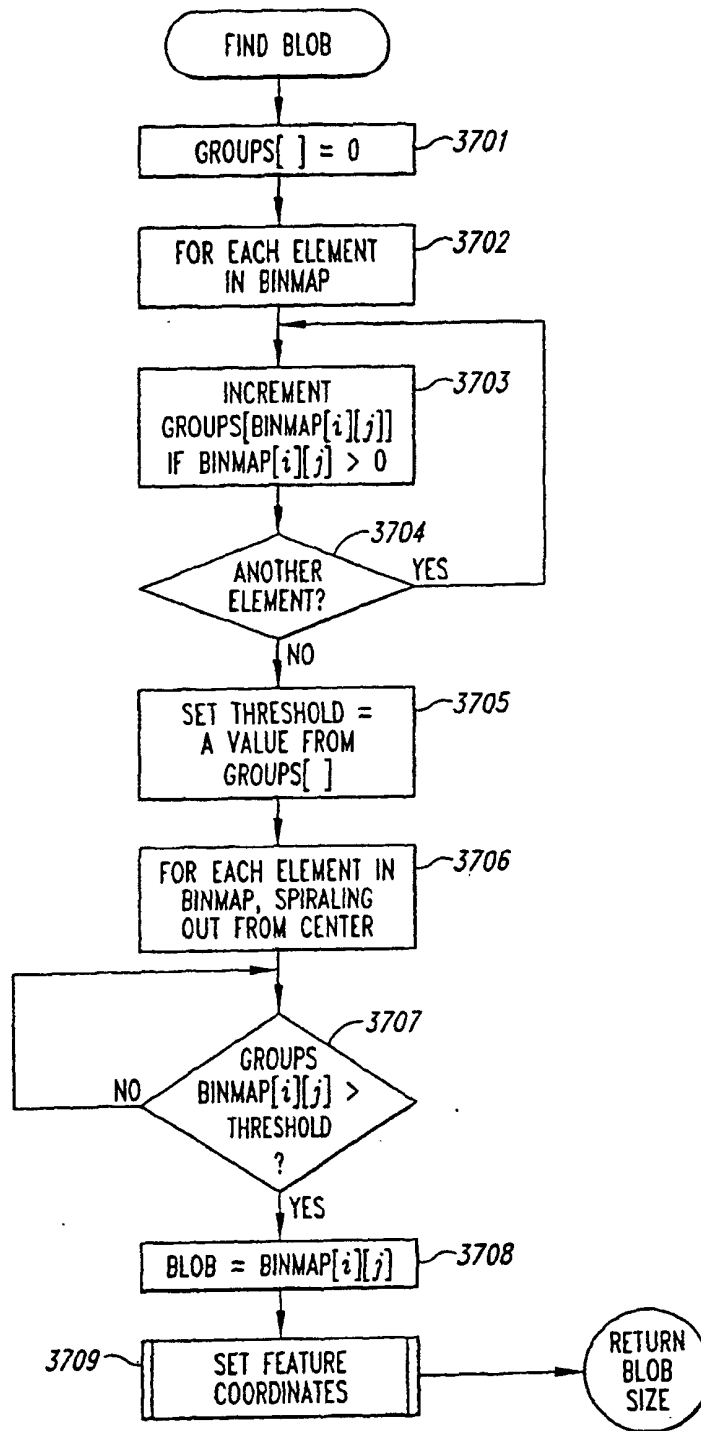 FIND BLOB
GROUPS[ ] = 0
3701
FOR EACH ELEMENT
IN BINMAP
3702
INCREMENT
GROUPS[BINMAP[i][j]]
IF BINMAP[i][j] > 0
3703
3704
ANOTHER
ELEMENT?
YES
NO
SET THRESHOLD =
A VALUE FROM
GROUPS[ ]
3705
FOR EACH ELEMENT IN
BINMAP, SPIRALING
OUT FROM CENTER
3706
3707
GROUPS
BINMAP[i][j] >
THRESHOLD
?
NO
YES
BLOB = BINMAP[i][j]
3708
3709
SET FEATURE
COORDINATES
RETURN
BLOB
SIZE